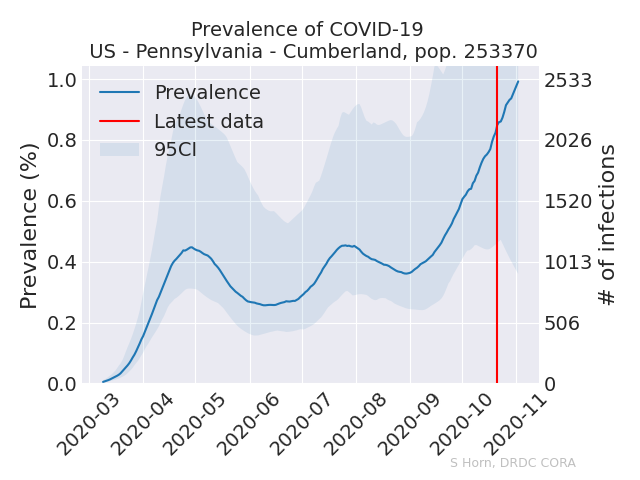 Prevalence of COVID-19
US - Pennsylvania - Cumberland, pop. 253370
Prevalence
Latest data
95CI
1.0
0.8
0.6
0.4
0.2
0.0
Prevalence (%)
2533
2026
1520
1013
506
0
# of infections
2020-03
2020-04
2020-05
2020-06
2020-07
2020-08
2020-09
2020-10
2020-11
S Horn, DRDC CORA